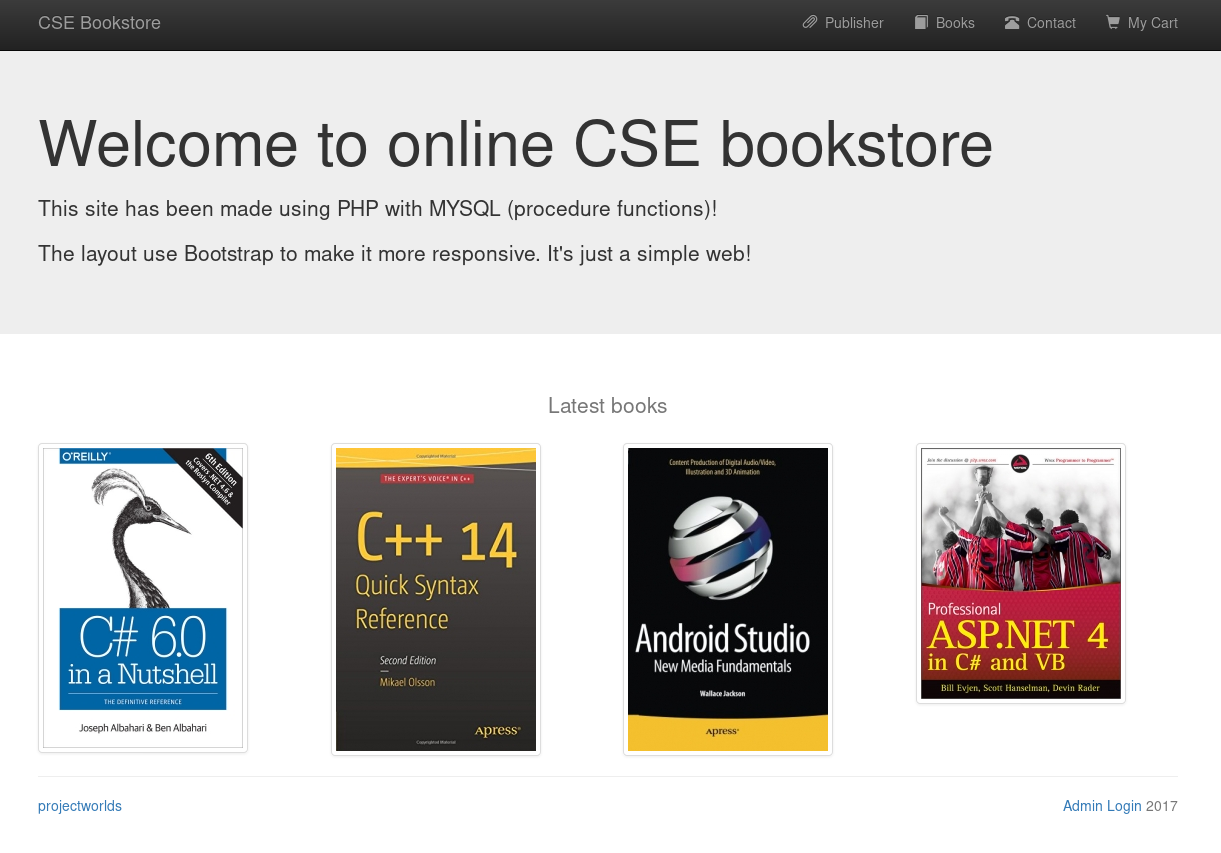 CSE Bookstore
Publisher
Books
Contact
My Cart
Welcome to online CSE bookstore
This site has been made using PHP with MYSQL (procedure functions)!
The layout use Bootstrap to make it more responsive. It's just a simple web!
Latest books
O'REILLY®
6th Edition
Covers .NET 4.6 &
the Roslyn Compiler
C# 6.0
in a Nutshell
THE DEFINITIVE REFERENCE
Joseph Albahari & Ben Albahari
Copyrighted Material
THE EXPERT'S VOICE® IN C++
C++ 14
Quick Syntax
Reference
Second Edition
Mikael Olsson
Apress®
Copyrighted Material
Content Production of Digital Audio/Video,
Illustration and 3D Animation
Android Studio
New Media Fundamentals
Wallace Jackson
Apress®
Join the discussion @ p2p.wrox.com
Wrox Programmer to Programmer™
Professional
ASP.NET 4
in C# and VB
Bill Evjen, Scott Hanselman, Devin Rader
projectworlds
Admin Login 2017